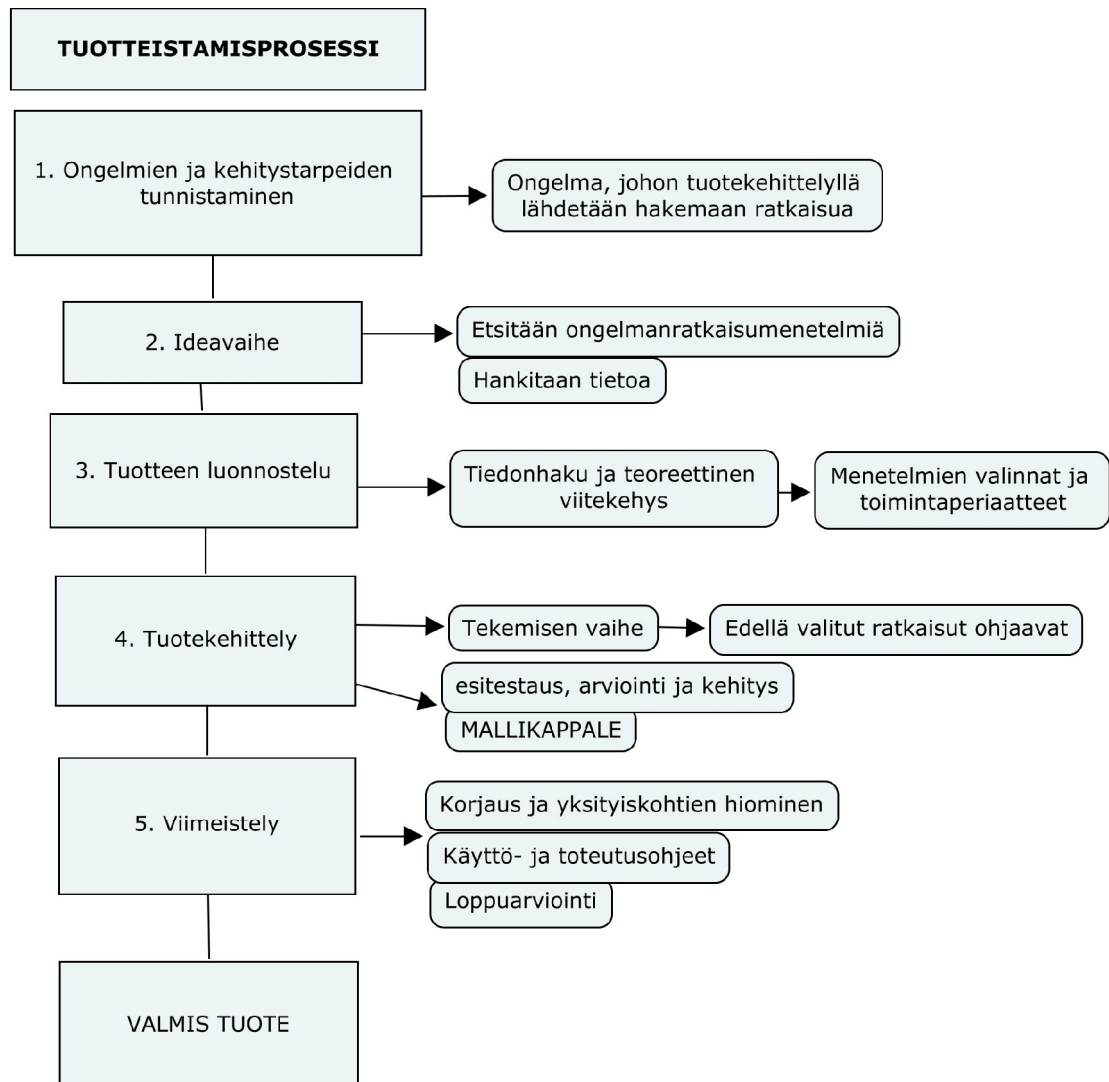 TUOTTEISTAMISPROSESSI
1. Ongelmien ja kehitystarpeiden
tunnistaminen
Ongelma, johon tuotekehittelyllä
lähdetään hakemaan ratkaisua
2. Ideavaihe
Etsitään ongelmanratkaisumenetelmiä
Hankitaan tietoa
3. Tuotteen luonnostelu
Tiedonhaku ja teoreettinen
viitekehys
Menetelmien valinnat ja
toimintaperiaatteet
4. Tuotekehittely
Tekemisen vaihe
Edellä valitut ratkaisut ohjaavat
esitestaus, arviointi ja kehitys
MALLIKAPPALE
5. Viimeistely
Korjaus ja yksityiskohtien hiominen
Käyttö- ja toteutusohjeet
Loppuarviointi
VALMIS TUOTE